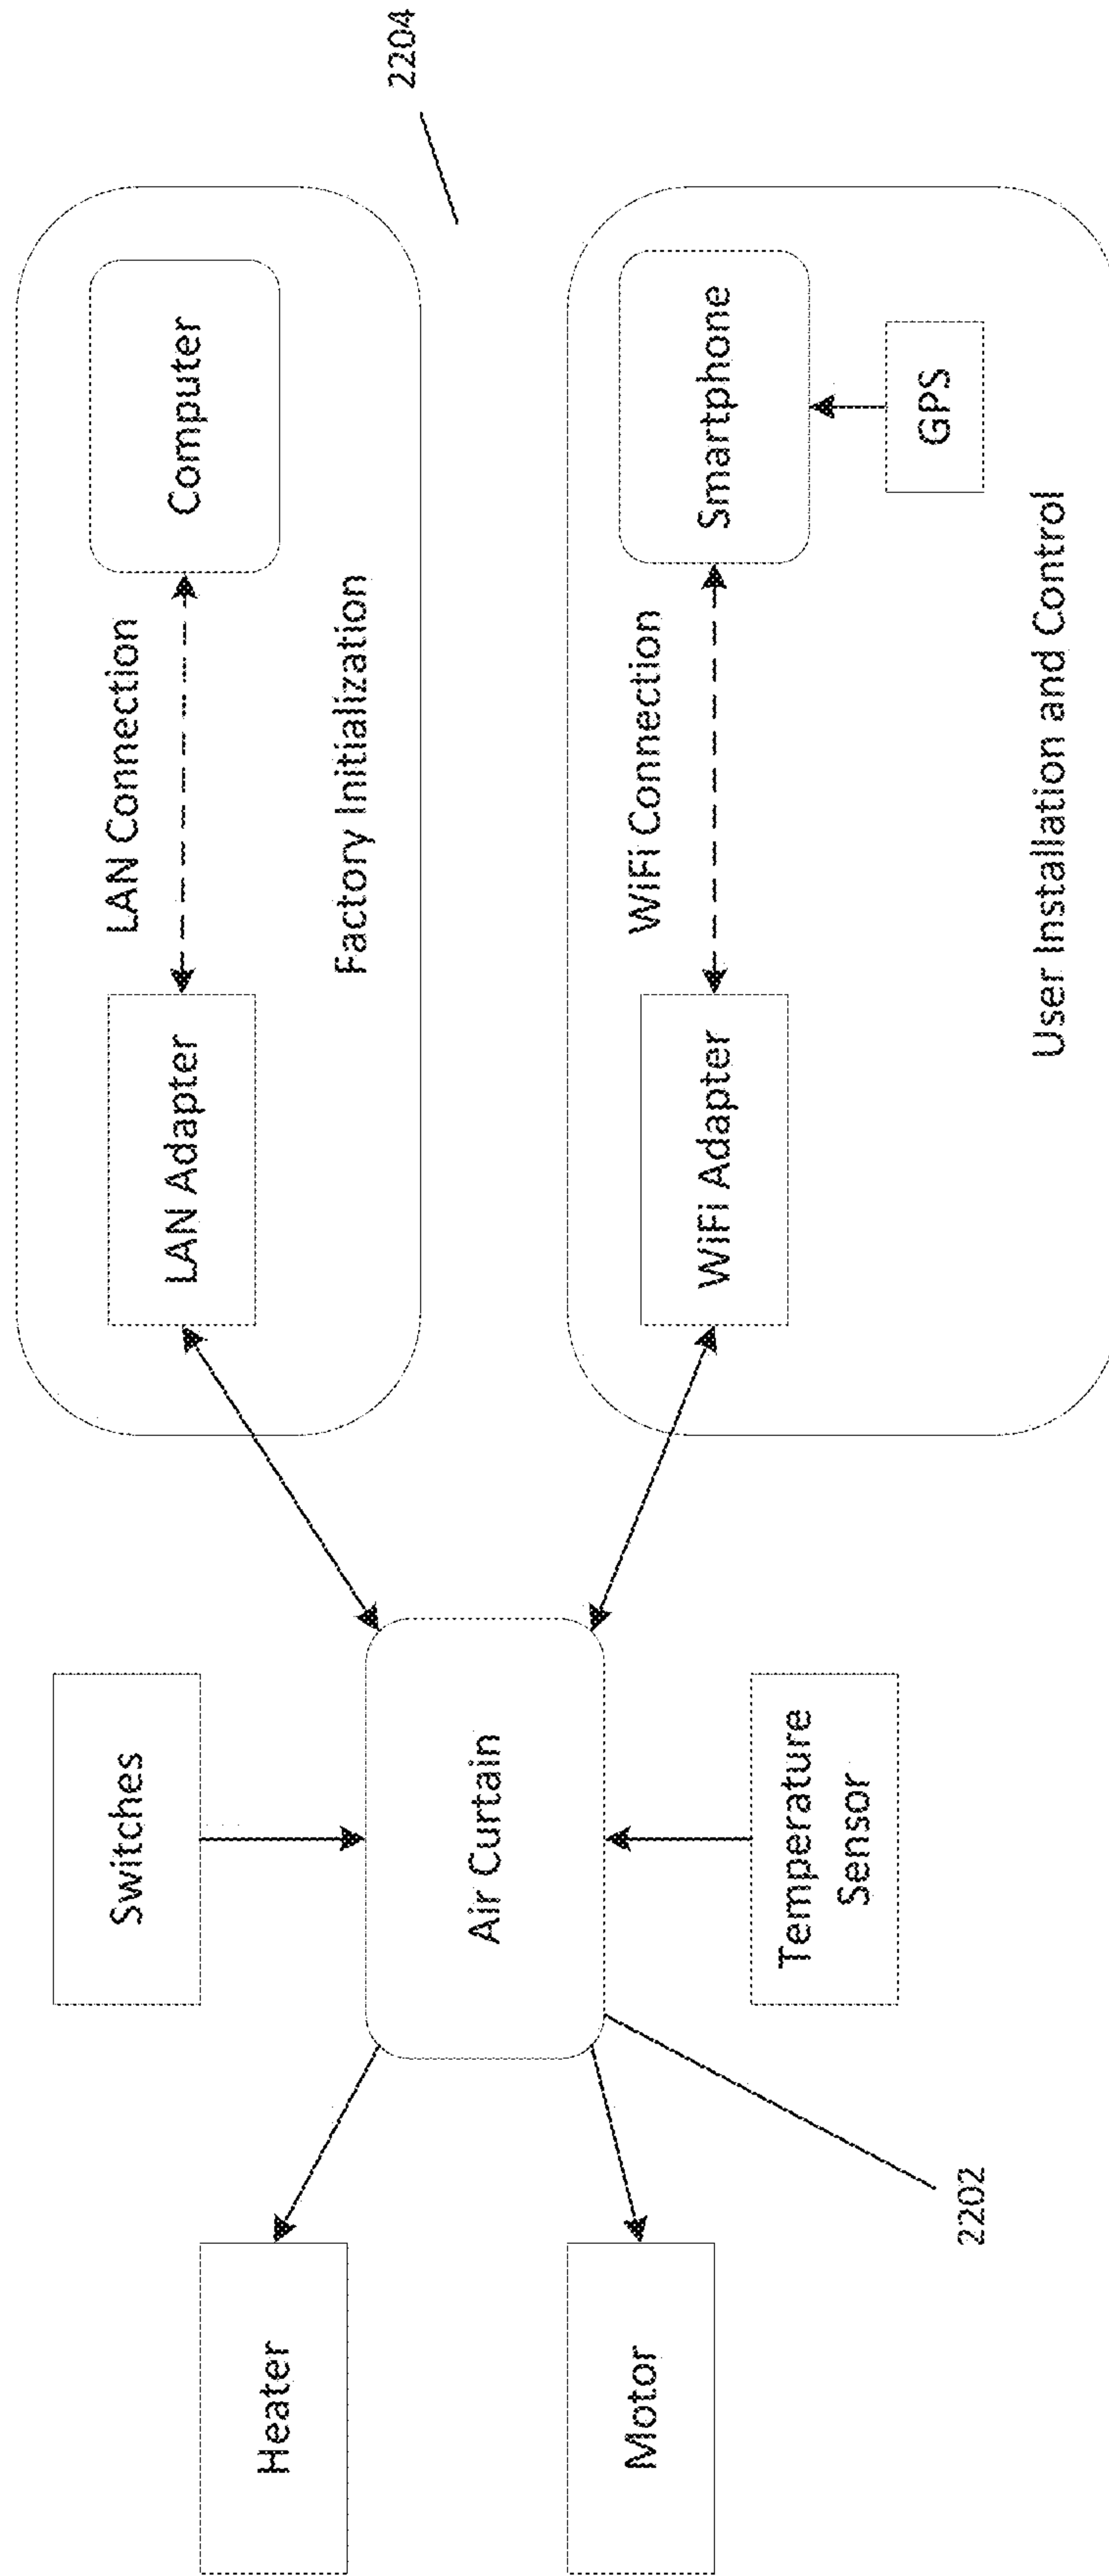 2204
LAN Connection
Computer
LAN Adapter
Factory Initialization
Switches
Heater
Air Curtain
WiFi Connection
Smartphone
WiFi Adapter
GPS
Motor
Temperature
Sensor
User Installation and Control
2202